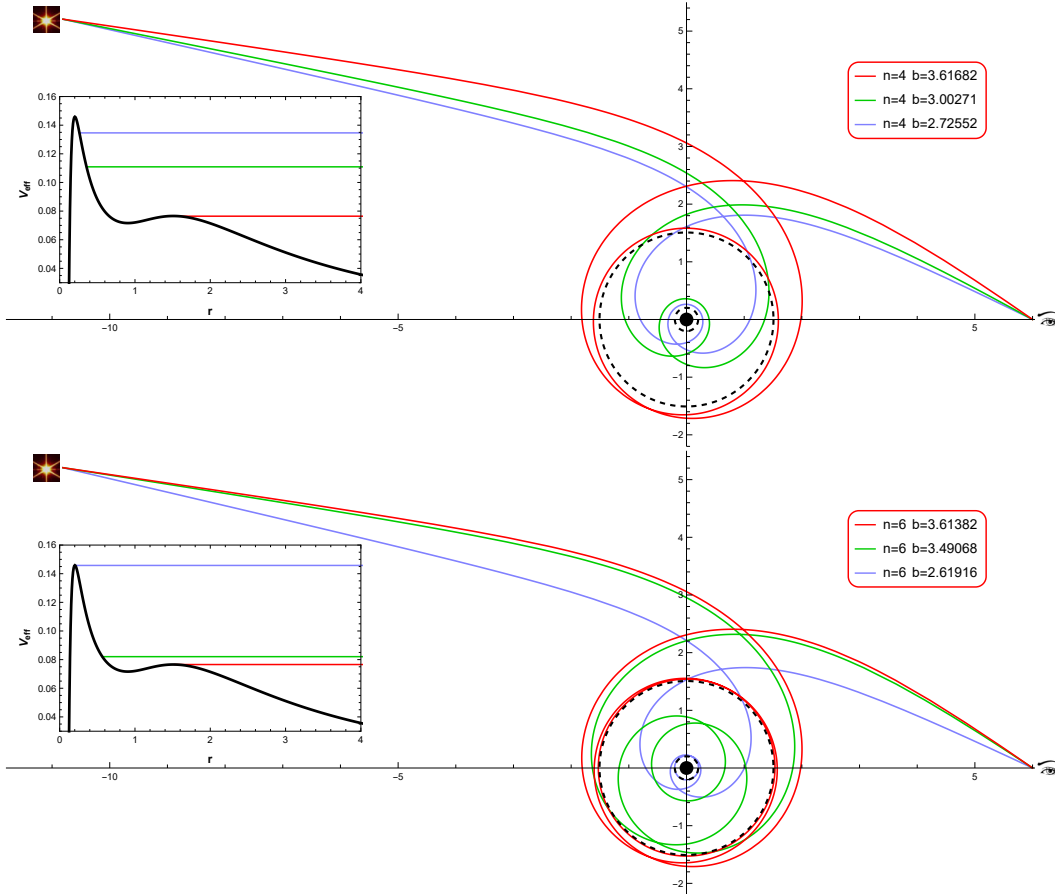 5
4
3
2
1
-1
-2
-10
-5
5
n=4 b=3.61682
n=4 b=3.00271
n=4 b=2.72552
0.16
0.14
0.12
0.10
0.08
0.06
0.04
V_eff
0 1 2 3 4
r
5
4
3
2
1
-1
-2
-10
-5
5
n=6 b=3.61382
n=6 b=3.49068
n=6 b=2.61916
0.16
0.14
0.12
0.10
0.08
0.06
0.04
V_eff
0 1 2 3 4
r